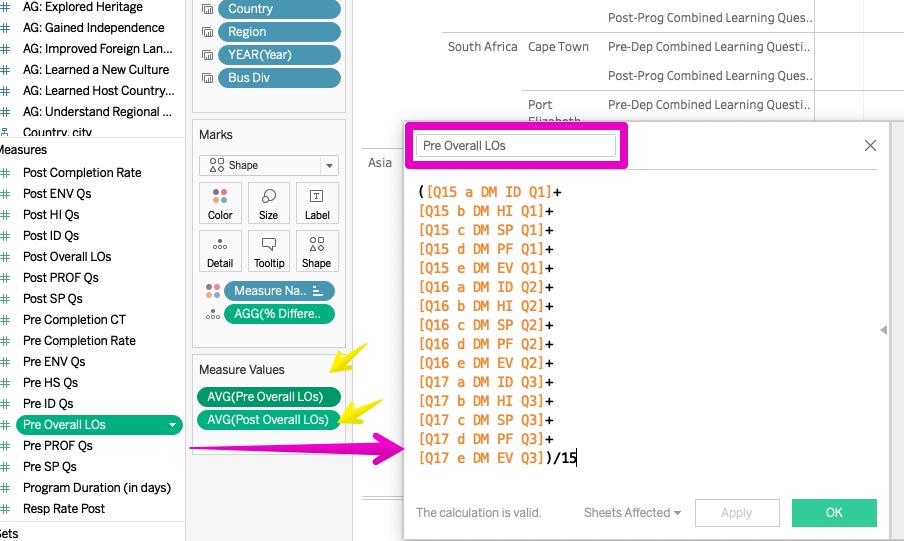 AG: Explored Heritage
AG: Gained Independence
AG: Improved Foreign Lan...
AG: Learned a New Culture
AG: Learned Host Country...
AG: Understand Regional ...
Country, city
Measures
Post Completion Rate
Post ENV Qs
Post HI Qs
Post ID Qs
Post Overall LOs
Post PROF Qs
Post SP Qs
Pre Completion CT
Pre Completion Rate
Pre ENV Qs
Pre HS Qs
Pre ID Qs
Pre Overall LOs
Pre PROF Qs
Pre SP Qs
Program Duration (in days)
Resp Rate Post
Sets
Country
Region
YEAR(Year)
Bus Div
Marks
Shape
Color
Size
Label
Detail
Tooltip
Shape
Measure Na..
AGG(% Differe..
Measure Values
AVG(Pre Overall LOs)
AVG(Post Overall LOs)
Post-Prog Combined Learning Ques..
South Africa
Cape Town
Pre-Dep Combined Learning Questi..
Post-Prog Combined Learning Ques..
Port
Elizabeth
Pre-Dep Combined Learning Questi..
Asia
Pre Overall LOs
([Q15 a DM ID Q1]+
[Q15 b DM HI Q1]+
[Q15 c DM SP Q1]+
[Q15 d DM PF Q1]+
[Q15 e DM EV Q1]+
[Q16 a DM ID Q2]+
[Q16 b DM HI Q2]+
[Q16 c DM SP Q2]+
[Q16 d DM PF Q2]+
[Q16 e DM EV Q2]+
[Q17 a DM ID Q3]+
[Q17 b DM HI Q3]+
[Q17 c DM SP Q3]+
[Q17 d DM PF Q3]+
[Q17 e DM EV Q3])/15
The calculation is valid.
Sheets Affected
Apply
OK